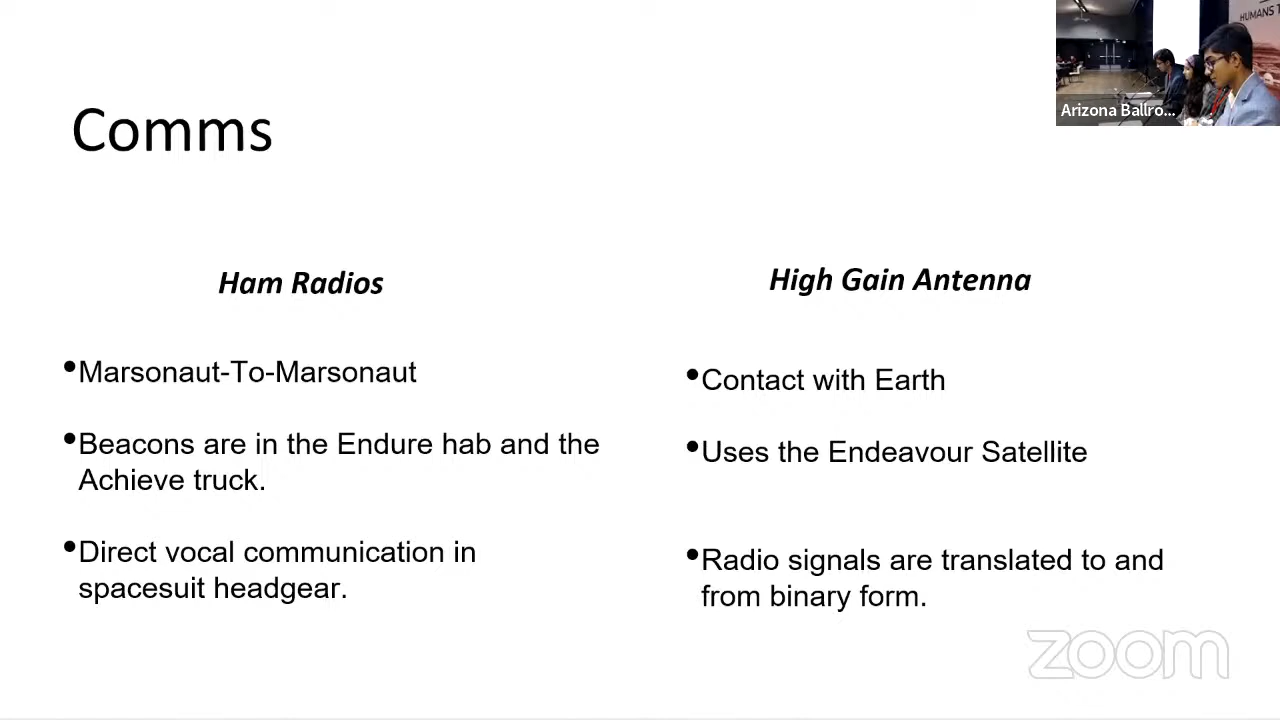 HUMANS T
Arizona Ballro...
Comms
Ham Radios
•Marsonaut-To-Marsonaut
•Beacons are in the Endure hab and the
Achieve truck.
•Direct vocal communication in
spacesuit headgear.
High Gain Antenna
•Contact with Earth
•Uses the Endeavour Satellite
•Radio signals are translated to and
from binary form.
zoom